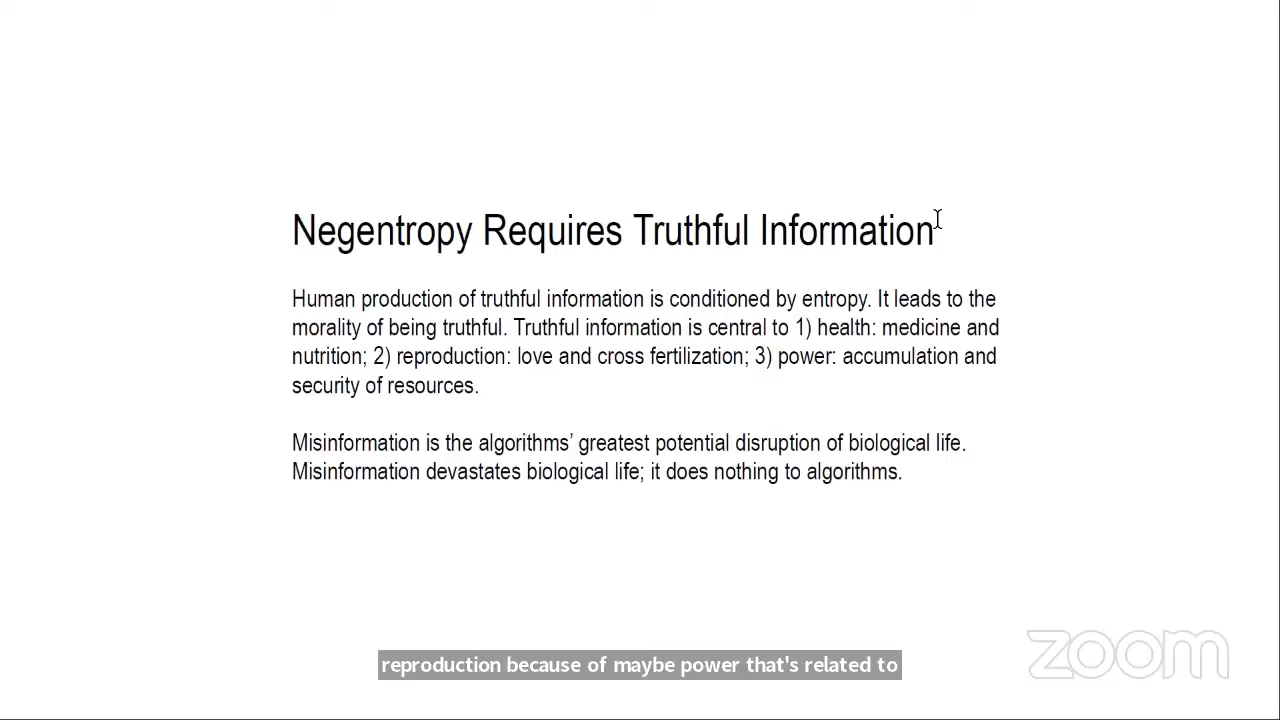 Negentropy Requires Truthful Information
Human production of truthful information is conditioned by entropy. It leads to the
morality of being truthful. Truthful information is central to 1) health: medicine and
nutrition; 2) reproduction: love and cross fertilization; 3) power: accumulation and
security of resources.
Misinformation is the algorithms’ greatest potential disruption of biological life.
Misinformation devastates biological life; it does nothing to algorithms.
reproduction because of maybe power that's related to
zoom